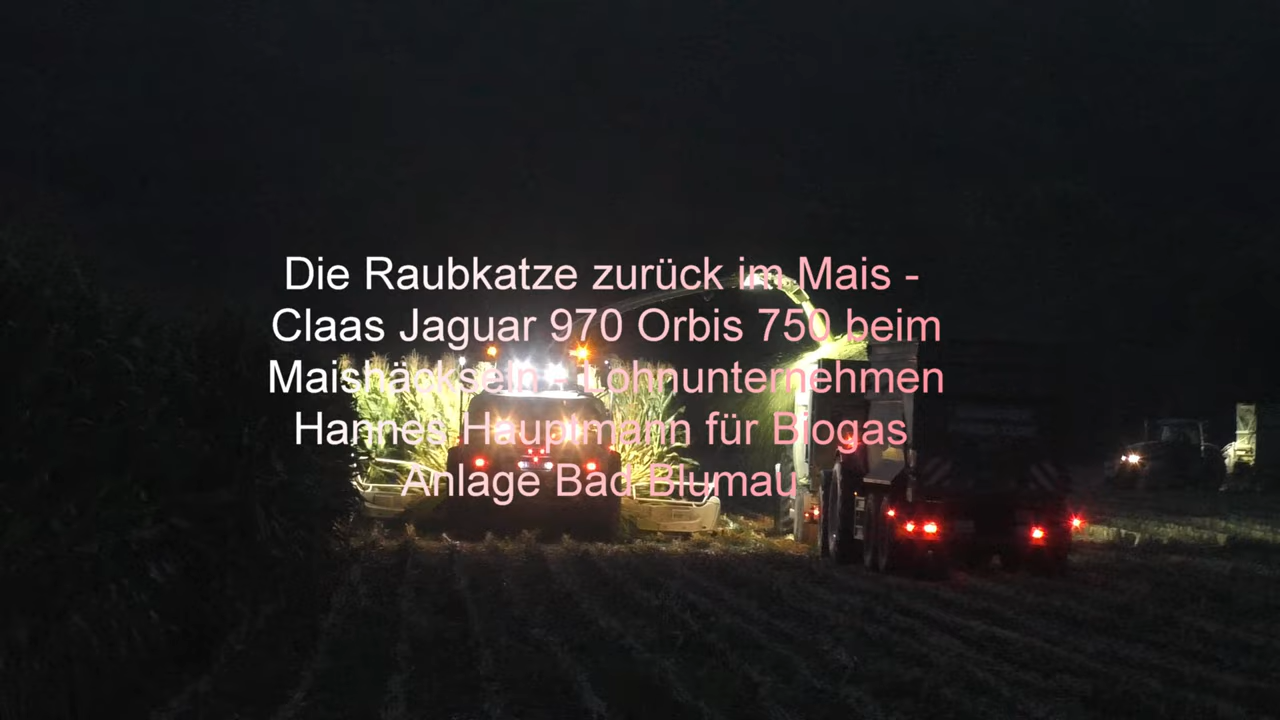 Die Raubkatze zurück im Mais -
Claas Jaguar 970 Orbis 750 beim
Maishäckseln - Lohnunternehmen
Hannes Hauptmann für Biogas
Anlage Bad Blumau